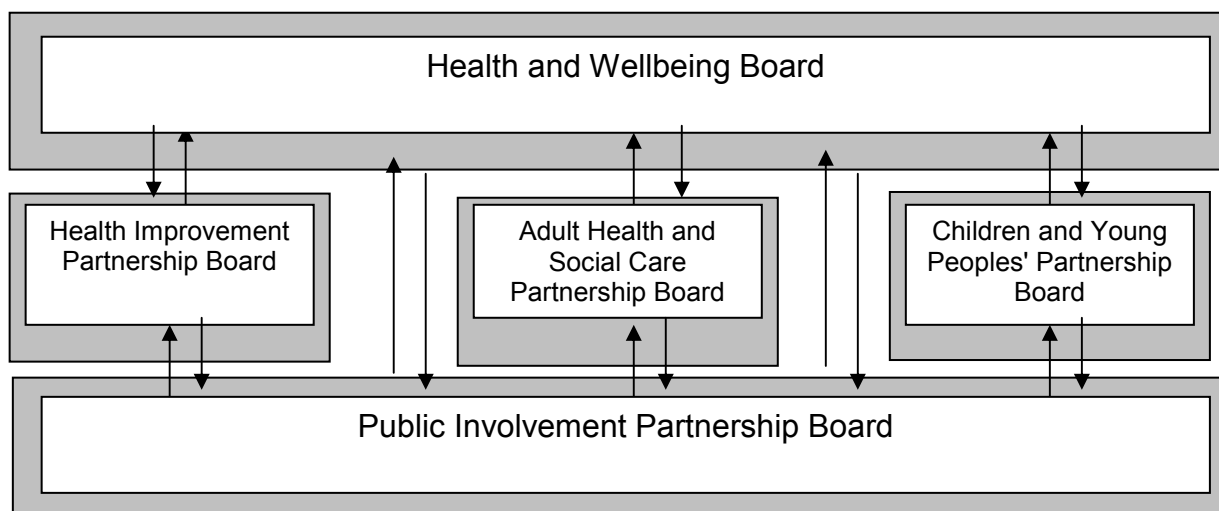 Health and Wellbeing Board
Health Improvement
Partnership Board
Adult Health and
Social Care
Partnership Board
Children and Young
Peoples' Partnership
Board
Public Involvement Partnership Board